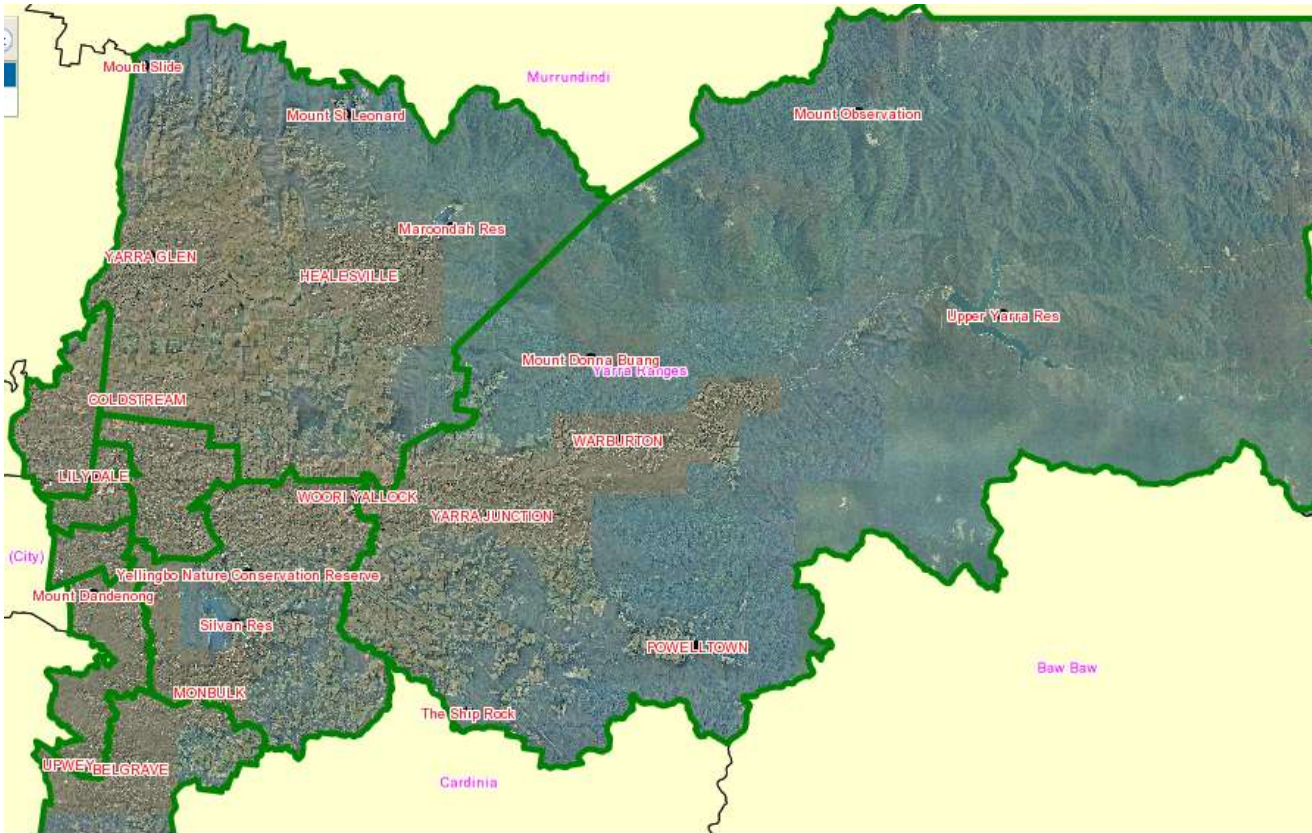 Mount Slide
Murrundindi
Mount St Leonard
Mount Observation
Maroondah Res
YARRA GLEN
HEALESVILLE
Upper Yarra Res
Mount Donna Buang
Yarra Ranges
COLDSTREAM
WARBURTON
LILYDALE
WOORI YALLOCK
YARRA JUNCTION
(City)
Yellingbo Nature Conservation Reserve
Mount Dandenong
Silvan Res
POWELLTOWN
Baw Baw
MONBULK
The Ship Rock
UPWEY
BELGRAVE
Cardinia